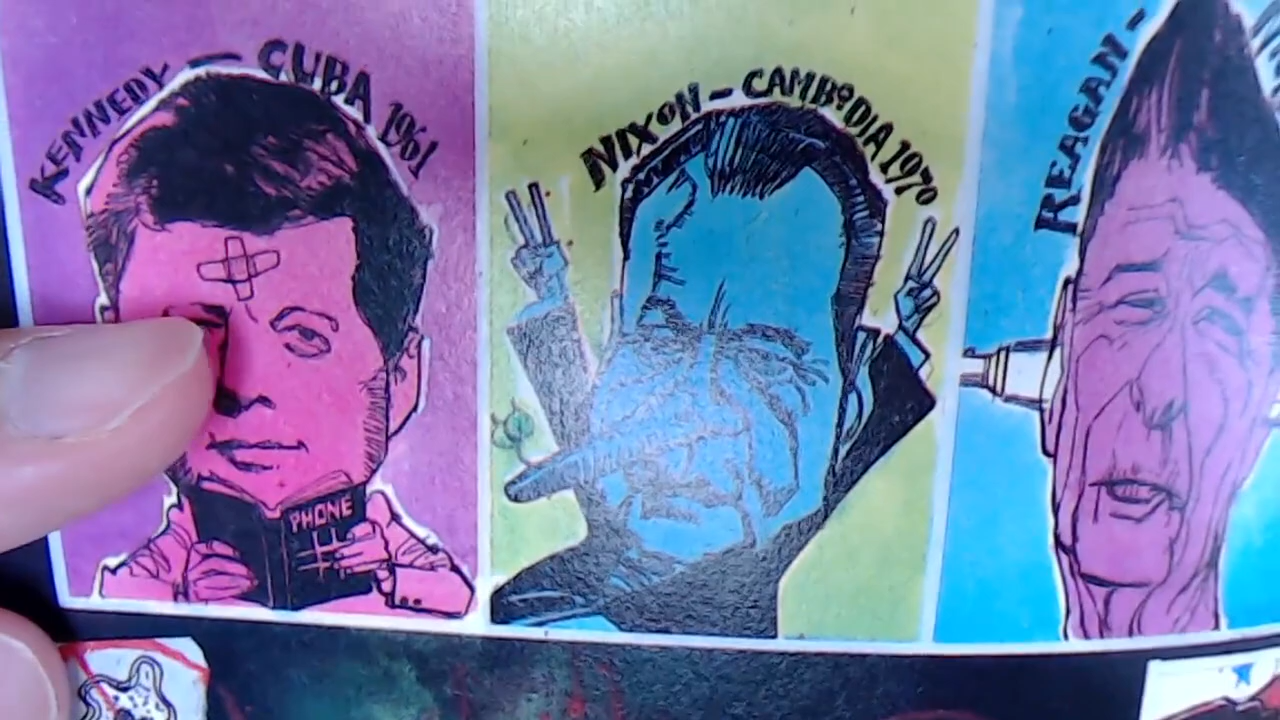 KENNEDY — CUBA 1961
PHONE
#
NIXON — CAMBODIA 1970
REAGAN -